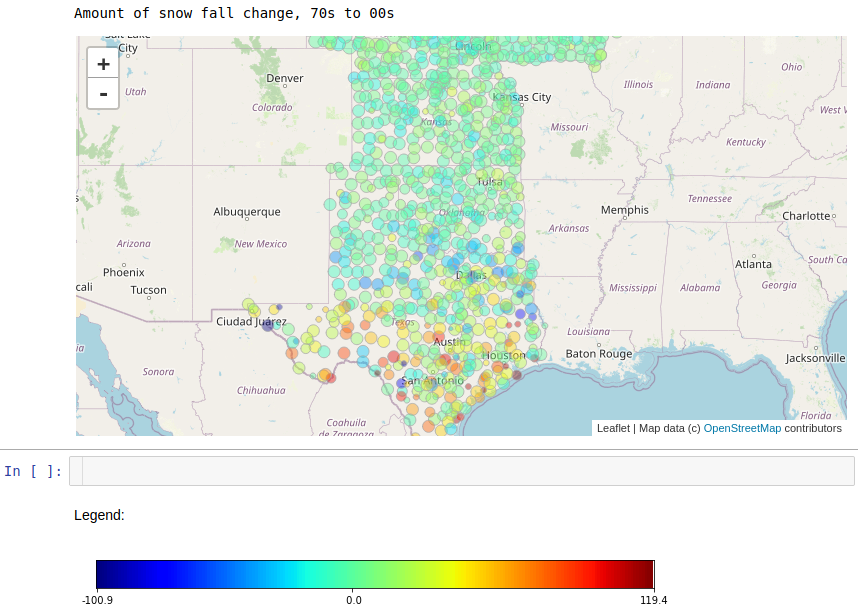 Amount of snow fall change, 70s to 00s
City
+
-
Utah
Denver
Colorado
Lincoln
Kansas City
Kansas
Illinois
Indiana
Ohio
West V
Missouri
Kentucky
Tulsa
Oklahoma
Albuquerque
New Mexico
Arizona
Memphis
Tennessee
Charlotte
Arkansas
South Ca
Phoenix
Tucson
cali
Dallas
Mississippi
Alabama
Atlanta
Georgia
Ciudad Juárez
Texas
Austin
Houston
Louisiana
Baton Rouge
Jacksonville
ia
Sonora
Chihuahua
San Antonio
Coahuila
de Zaragoza
Florida
Leaflet | Map data (c) OpenStreetMap contributors
In [ ]:
Legend:
-100.9
0.0
119.4